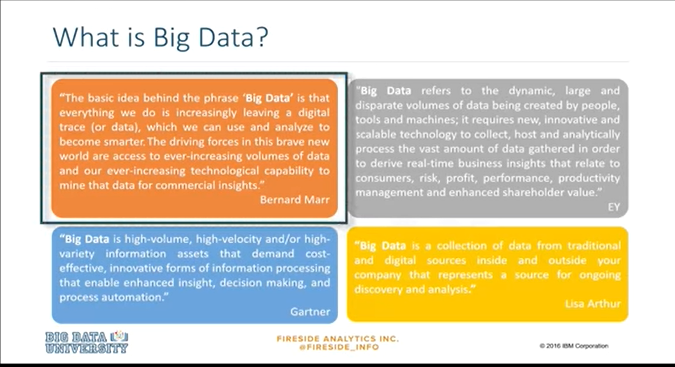 What is Big Data?
“The basic idea behind the phrase ‘Big Data’ is that
everything we do is increasingly leaving a digital
trace (or data), which we can use and analyze to
become smarter. The driving forces in this brave new
world are access to ever-increasing volumes of data
and our ever-increasing technological capability to
mine that data for commercial insights.”
Bernard Marr
"Big Data refers to the dynamic, large and
disparate volumes of data being created by people,
tools and machines; it requires new, innovative and
scalable technology to collect, host and analytically
process the vast amount of data gathered in order
to derive real-time business insights that relate to
consumers, risk, profit, performance, productivity
management and enhanced shareholder value.”
EY
“Big Data is high-volume, high-velocity and/or high-
variety information assets that demand cost-
effective, innovative forms of information processing
that enable enhanced insight, decision making, and
process automation.”
Gartner
“Big Data is a collection of data from traditional
and digital sources inside and outside your
company that represents a source for ongoing
discovery and analysis.”
Lisa Arthur
BIG DATA
UNIVERSITY
FIRESIDE ANALYTICS INC.
@FIRESIDE_INFO
© 2016 IBM Corporation